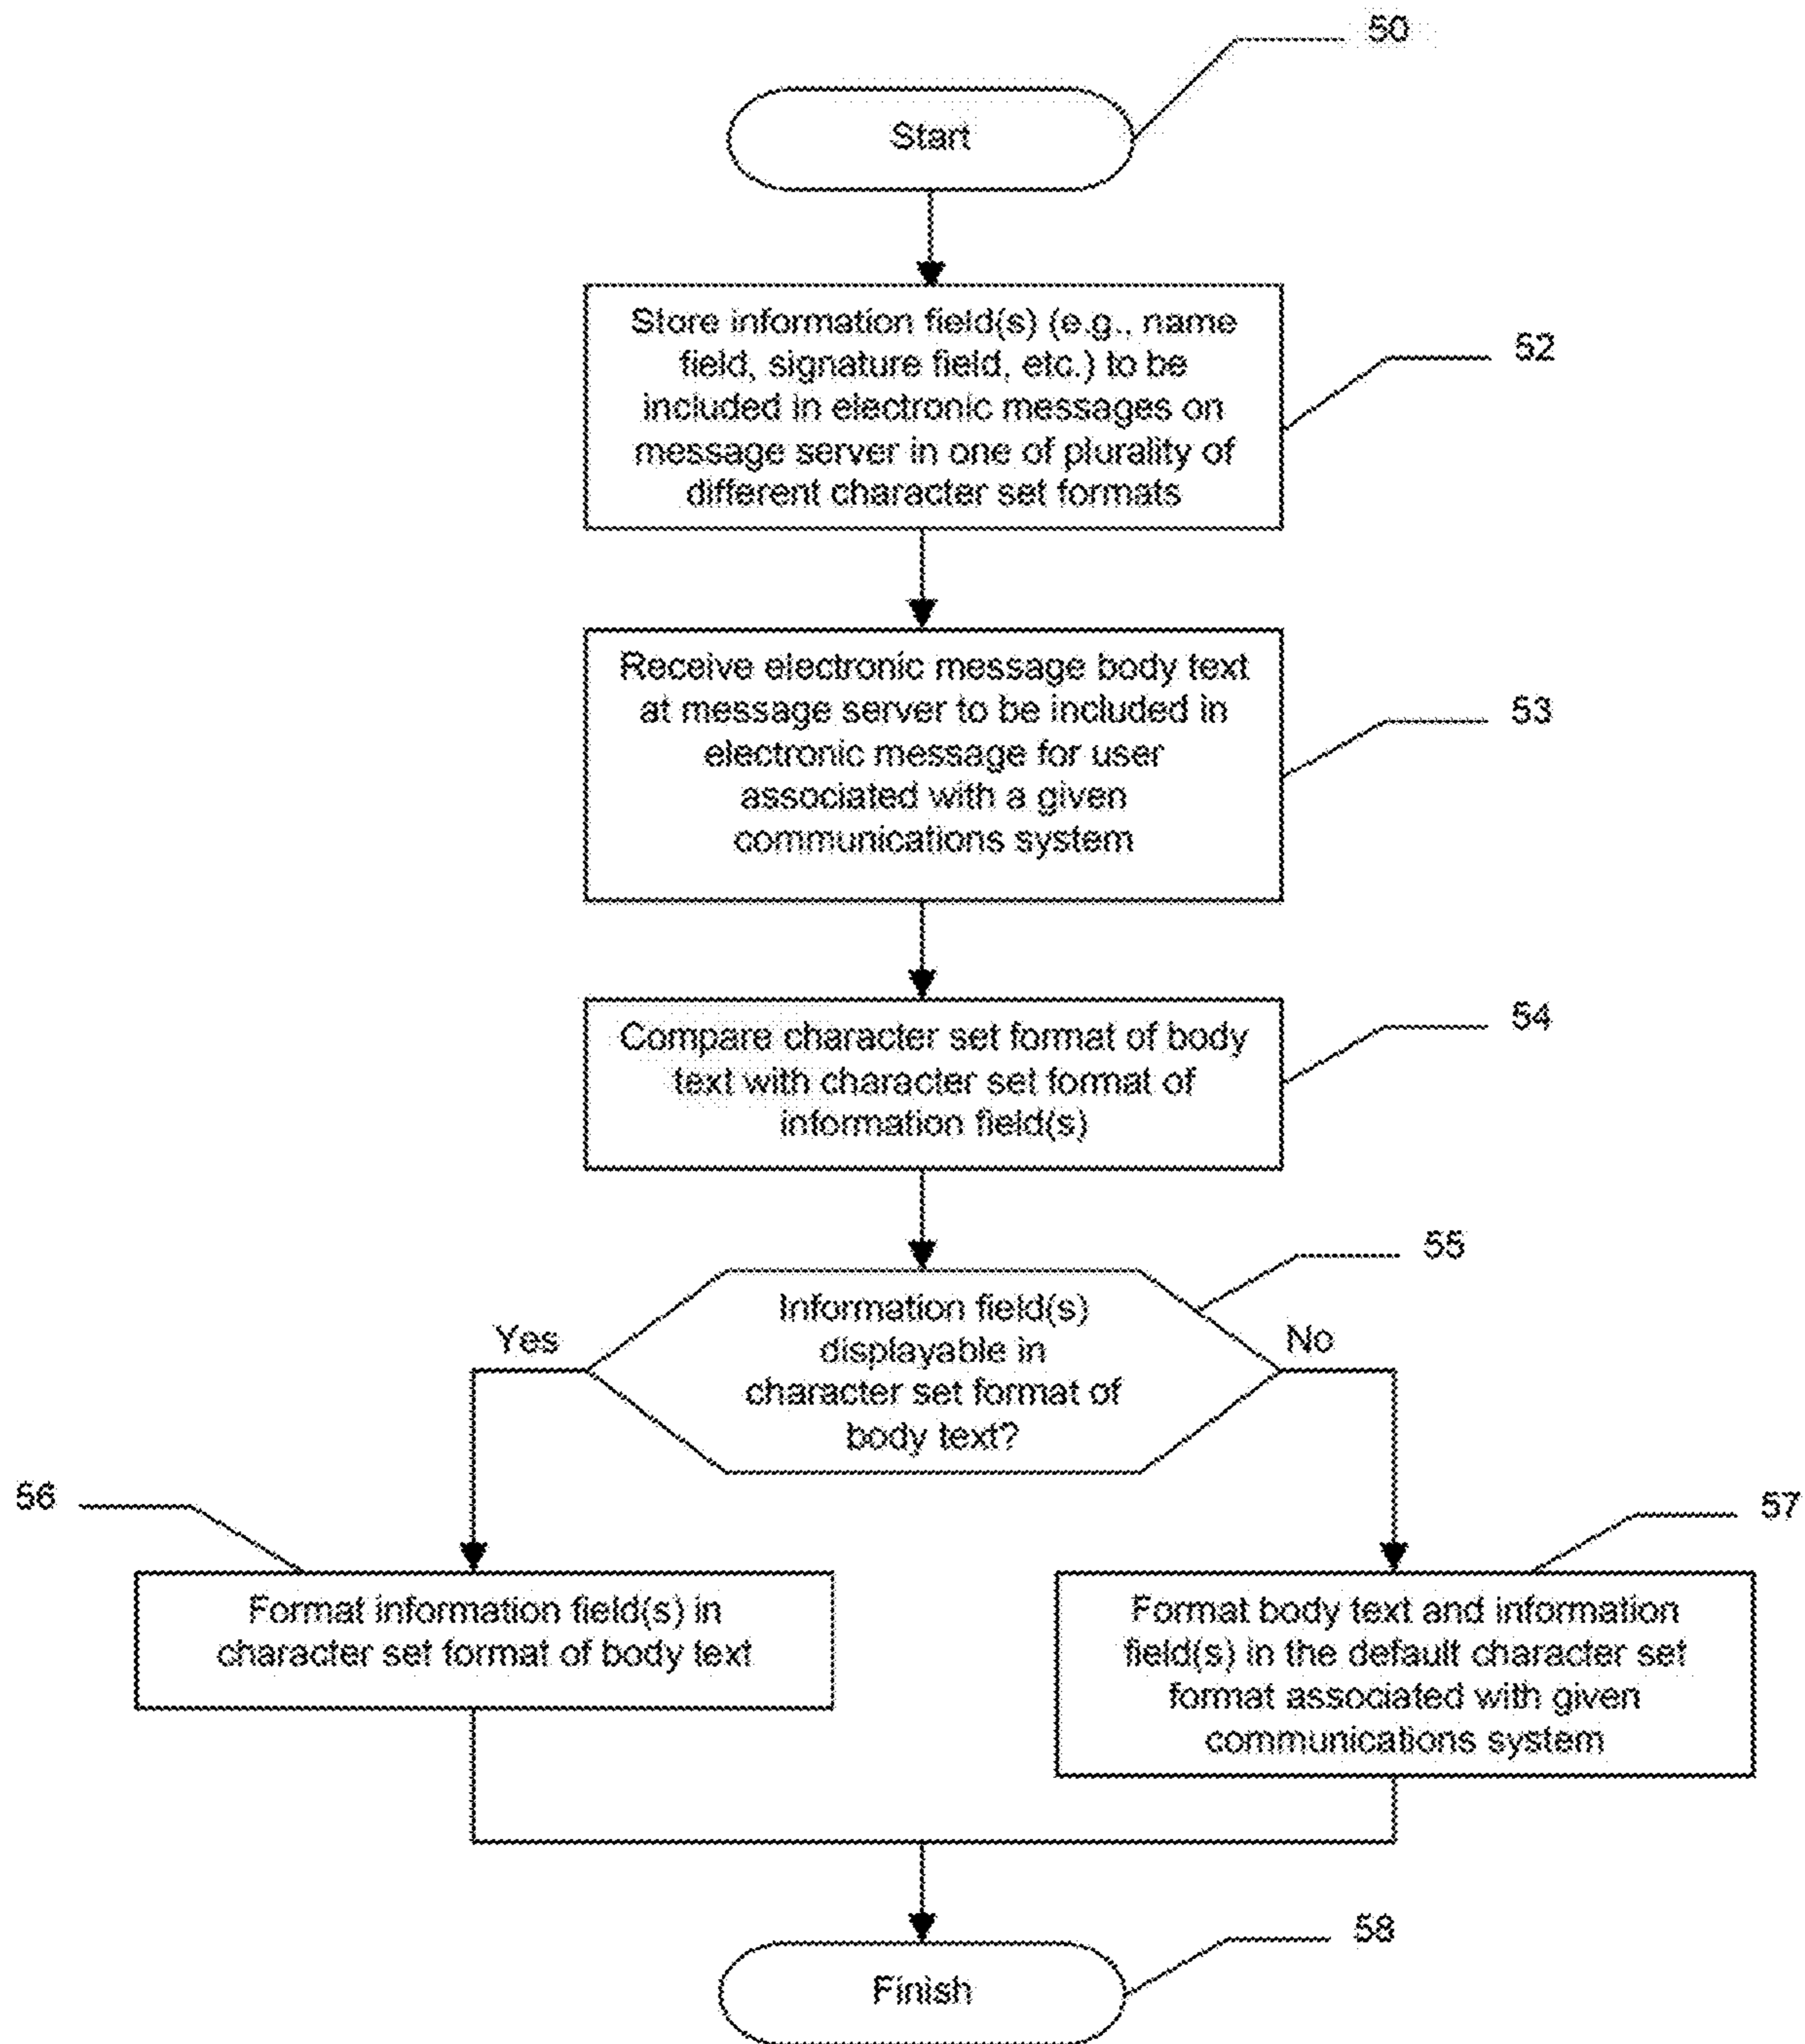 50
Start
Store information field(s) (e.g., name
field, signature field, etc.) to be
included in electronic messages on
message server in one of plurality of
different character set formats
52
Receive electronic message body text
at message server to be included in
electronic message for user
associated with a given
communications system
53
Compare character set format of body
text with character set format of
information field(s)
54
55
Information field(s)
displayable in
character set format of
body text?
Yes
No
56
Format information field(s) in
character set format of body text
57
Format body text and information
field(s) in the default character set
format associated with given
communications system
58
Finish